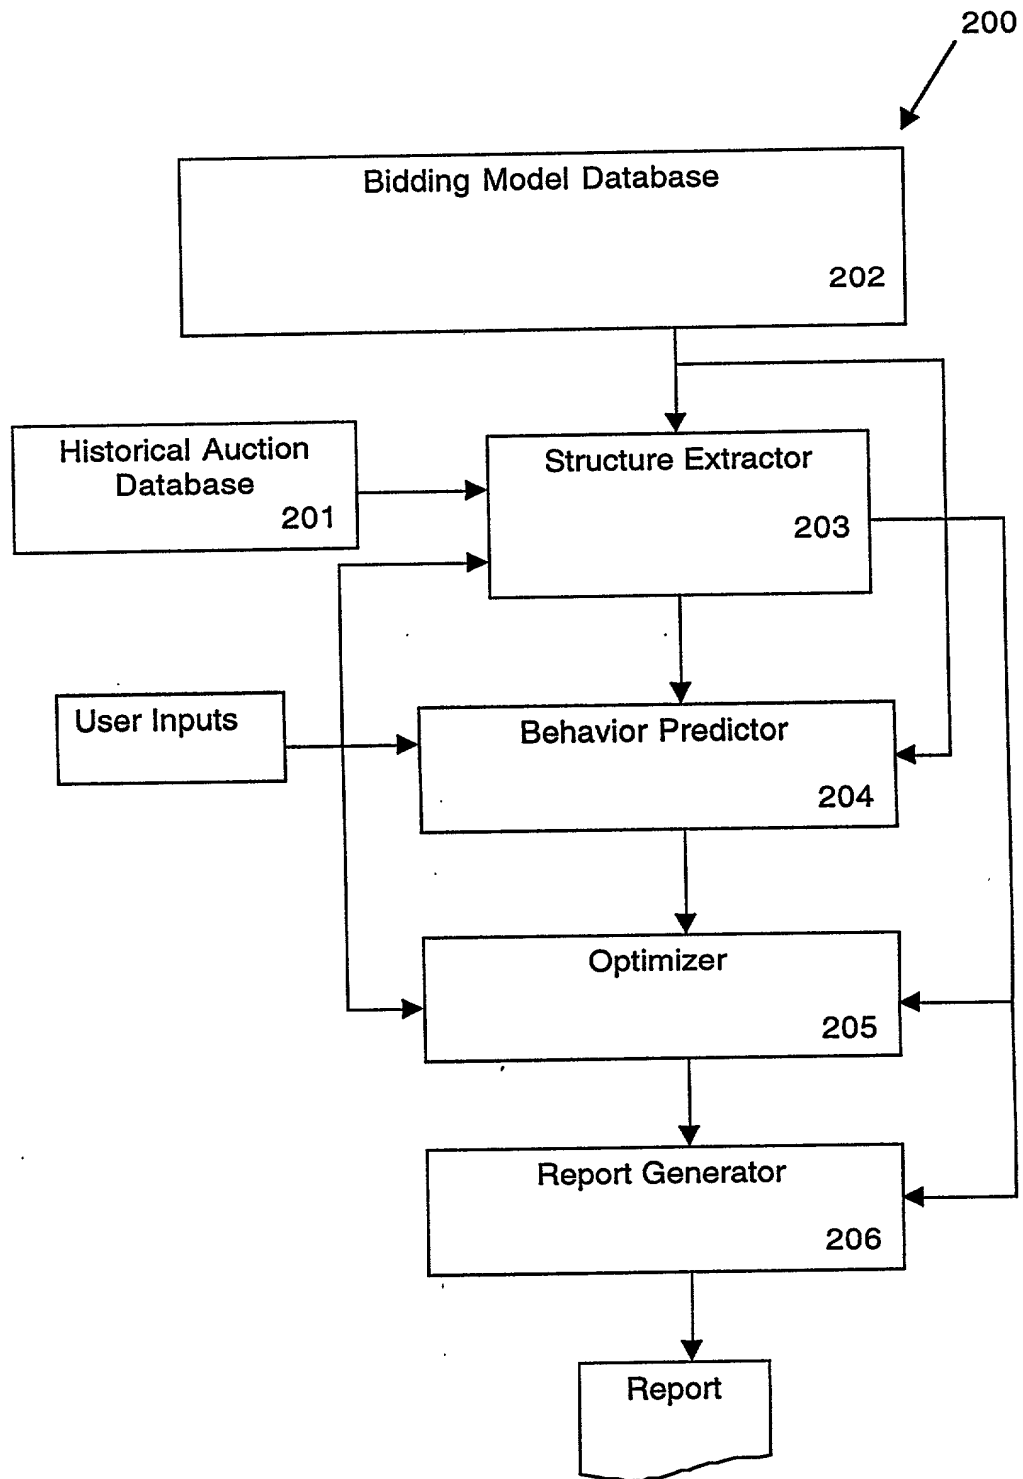 200
Bidding Model Database
202
Historical Auction
Database
201
Structure Extractor
203
User Inputs
Behavior Predictor
204
Optimizer
205
Report Generator
206
Report